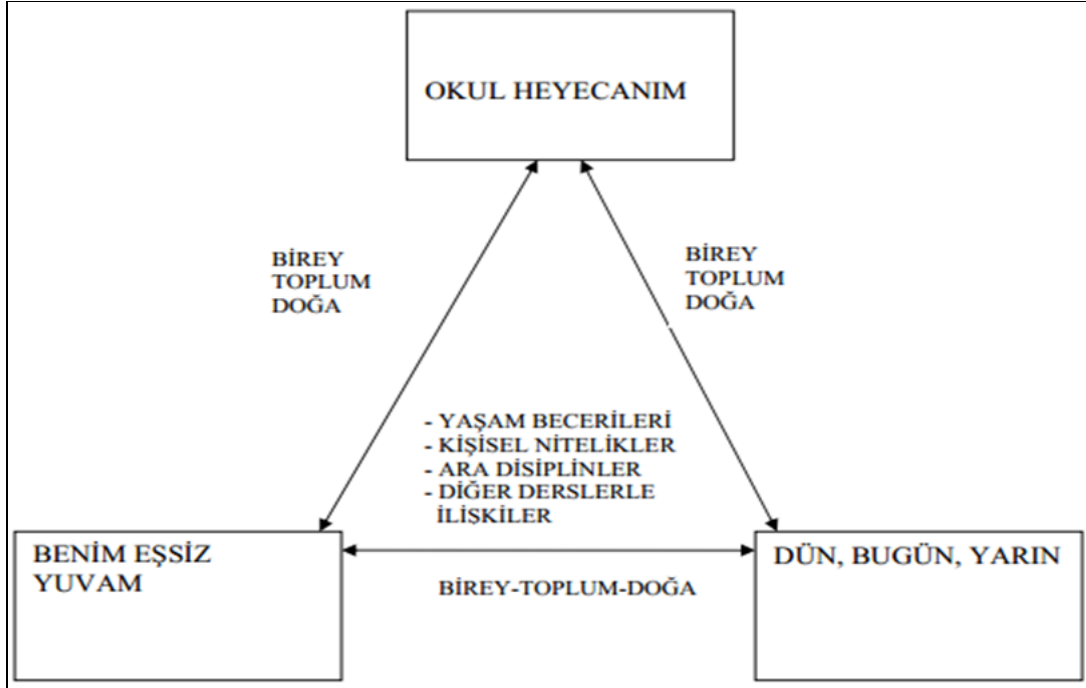 OKUL HEYECANIM
BİREY
TOPLUM
DOĞA
BİREY
TOPLUM
DOĞA
- YAŞAM BECERİLERİ
- KİŞİSEL NİTELİKLER
- ARA DİSİPLİNLER
- DİĞER DERSLERLE
İLİŞKİLER
BENİM EŞSİZ
YUVAM
DÜN, BUGÜN, YARIN
BİREY-TOPLUM-DOĞA